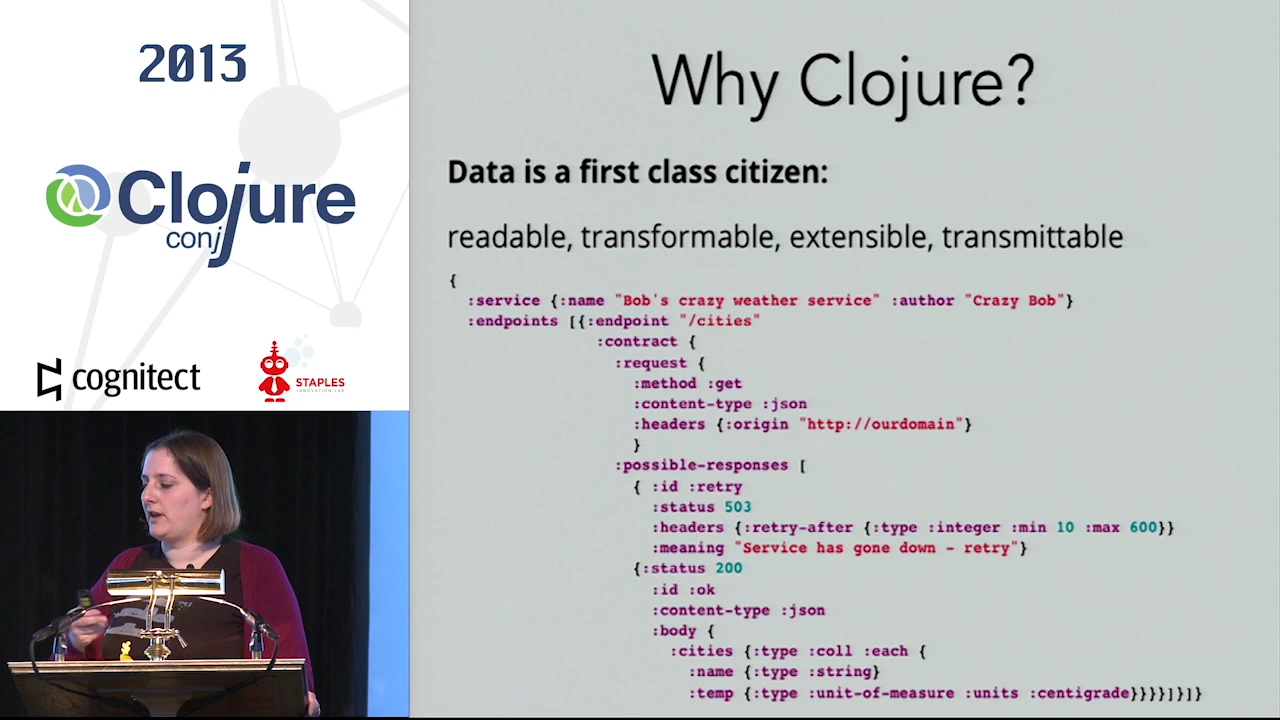 2013
Clojure
conj
cognitect
STAPLES
INNOVATION LAB
Why Clojure?
Data is a first class citizen:
readable, transformable, extensible, transmittable
{
:service {:name "Bob's crazy weather service" :author "Crazy Bob"}
:endpoints [{:endpoint "/cities"
:contract {
:request {
:method :get
:content-type :json
:headers {:origin "http://ourdomain"}
}
:possible-responses [
{ :id :retry
:status 503
:headers {:retry-after {:type :integer :min 10 :max 600}}
:meaning "Service has gone down - retry"}
{:status 200
:id :ok
:content-type :json
:body {
:cities {:type :coll :each {
:name {:type :string}
:temp {:type :unit-of-measure :units :centigrade}}}}]}]}